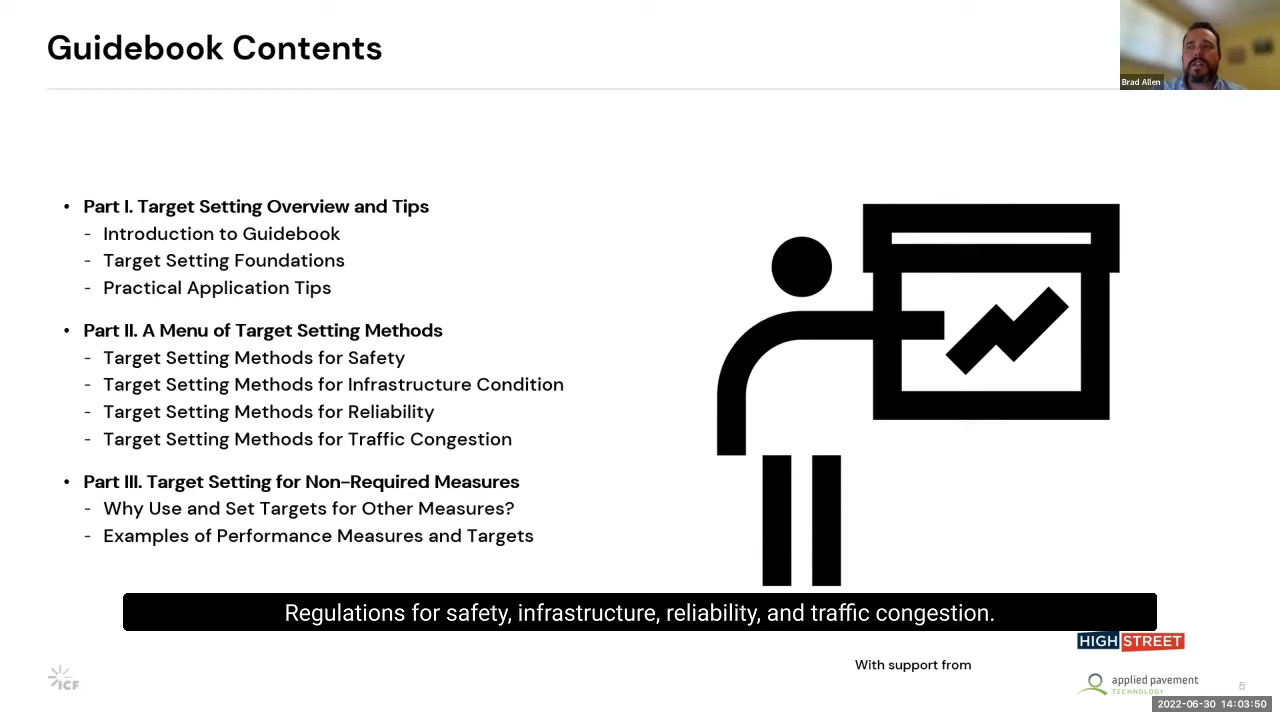 Guidebook Contents
Brad Allen
• Part I. Target Setting Overview and Tips
- Introduction to Guidebook
- Target Setting Foundations
- Practical Application Tips
• Part II. A Menu of Target Setting Methods
- Target Setting Methods for Safety
- Target Setting Methods for Infrastructure Condition
- Target Setting Methods for Reliability
- Target Setting Methods for Traffic Congestion
• Part III. Target Setting for Non-Required Measures
- Why Use and Set Targets for Other Measures?
- Examples of Performance Measures and Targets
Regulations for safety, infrastructure, reliability, and traffic congestion.
HIGH STREET
With support from
ICF
applied pavement
TECHNOLOGY
5
2022-06-30 14:03:50